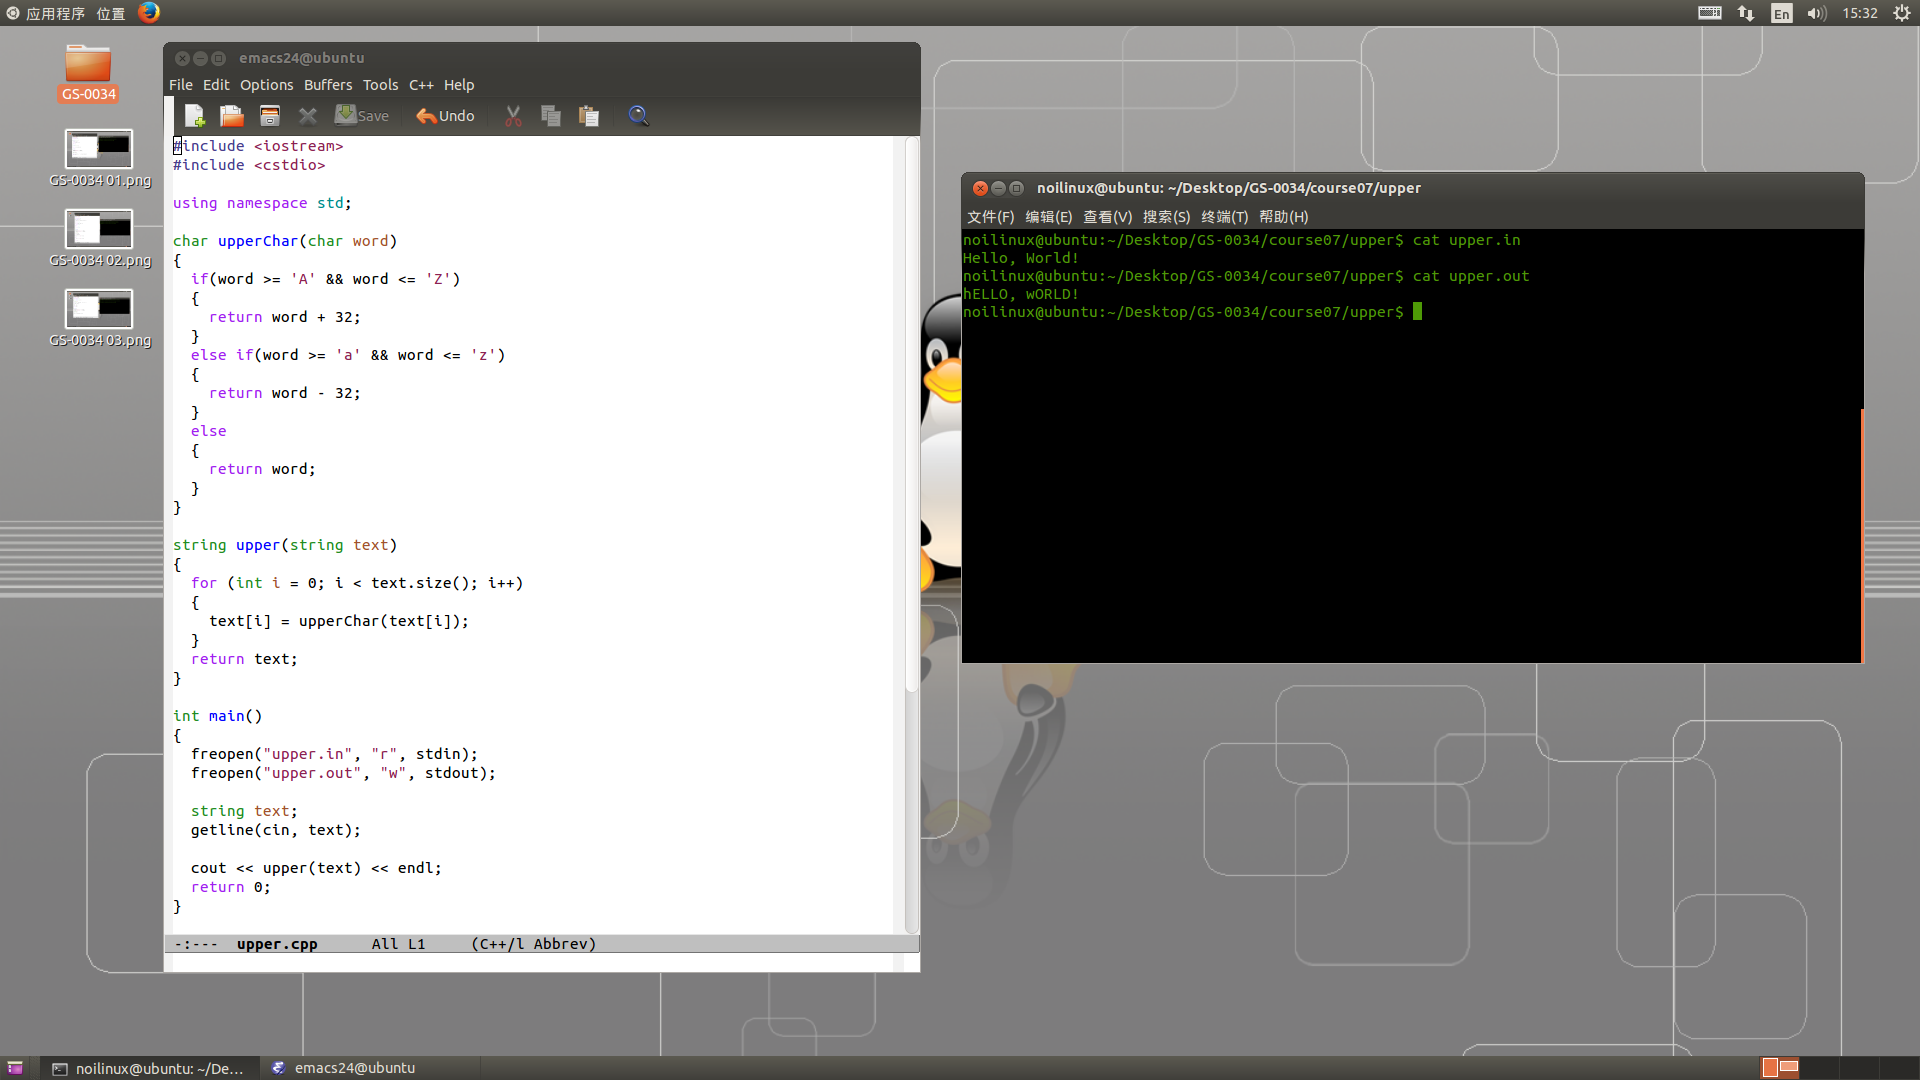 应用程序 位置
En 15:32
GS-0034
GS-0034 01.png
GS-0034 02.png
GS-0034 03.png
emacs24@ubuntu
File Edit Options Buffers Tools C++ Help
Save Undo
#include <iostream>
#include <cstdio>
using namespace std;
char upperChar(char word)
{
if(word >= 'A' && word <= 'Z')
{
return word + 32;
}
else if(word >= 'a' && word <= 'z')
{
return word - 32;
}
else
{
return word;
}
}
string upper(string text)
{
for (int i = 0; i < text.size(); i++)
{
text[i] = upperChar(text[i]);
}
return text;
}
int main()
{
freopen("upper.in", "r", stdin);
freopen("upper.out", "w", stdout);
string text;
getline(cin, text);
cout << upper(text) << endl;
return 0;
}
-:--- upper.cpp All L1 (C++/l Abbrev)
noilinux@ubuntu: ~/Desktop/GS-0034/course07/upper
文件(F) 编辑(E) 查看(V) 搜索(S) 终端(T) 帮助(H)
noilinux@ubuntu:~/Desktop/GS-0034/course07/upper$ cat upper.in
Hello, World!
noilinux@ubuntu:~/Desktop/GS-0034/course07/upper$ cat upper.out
hELLO, wORLD!
noilinux@ubuntu:~/Desktop/GS-0034/course07/upper$
noilinux@ubuntu: ~/De... emacs24@ubuntu